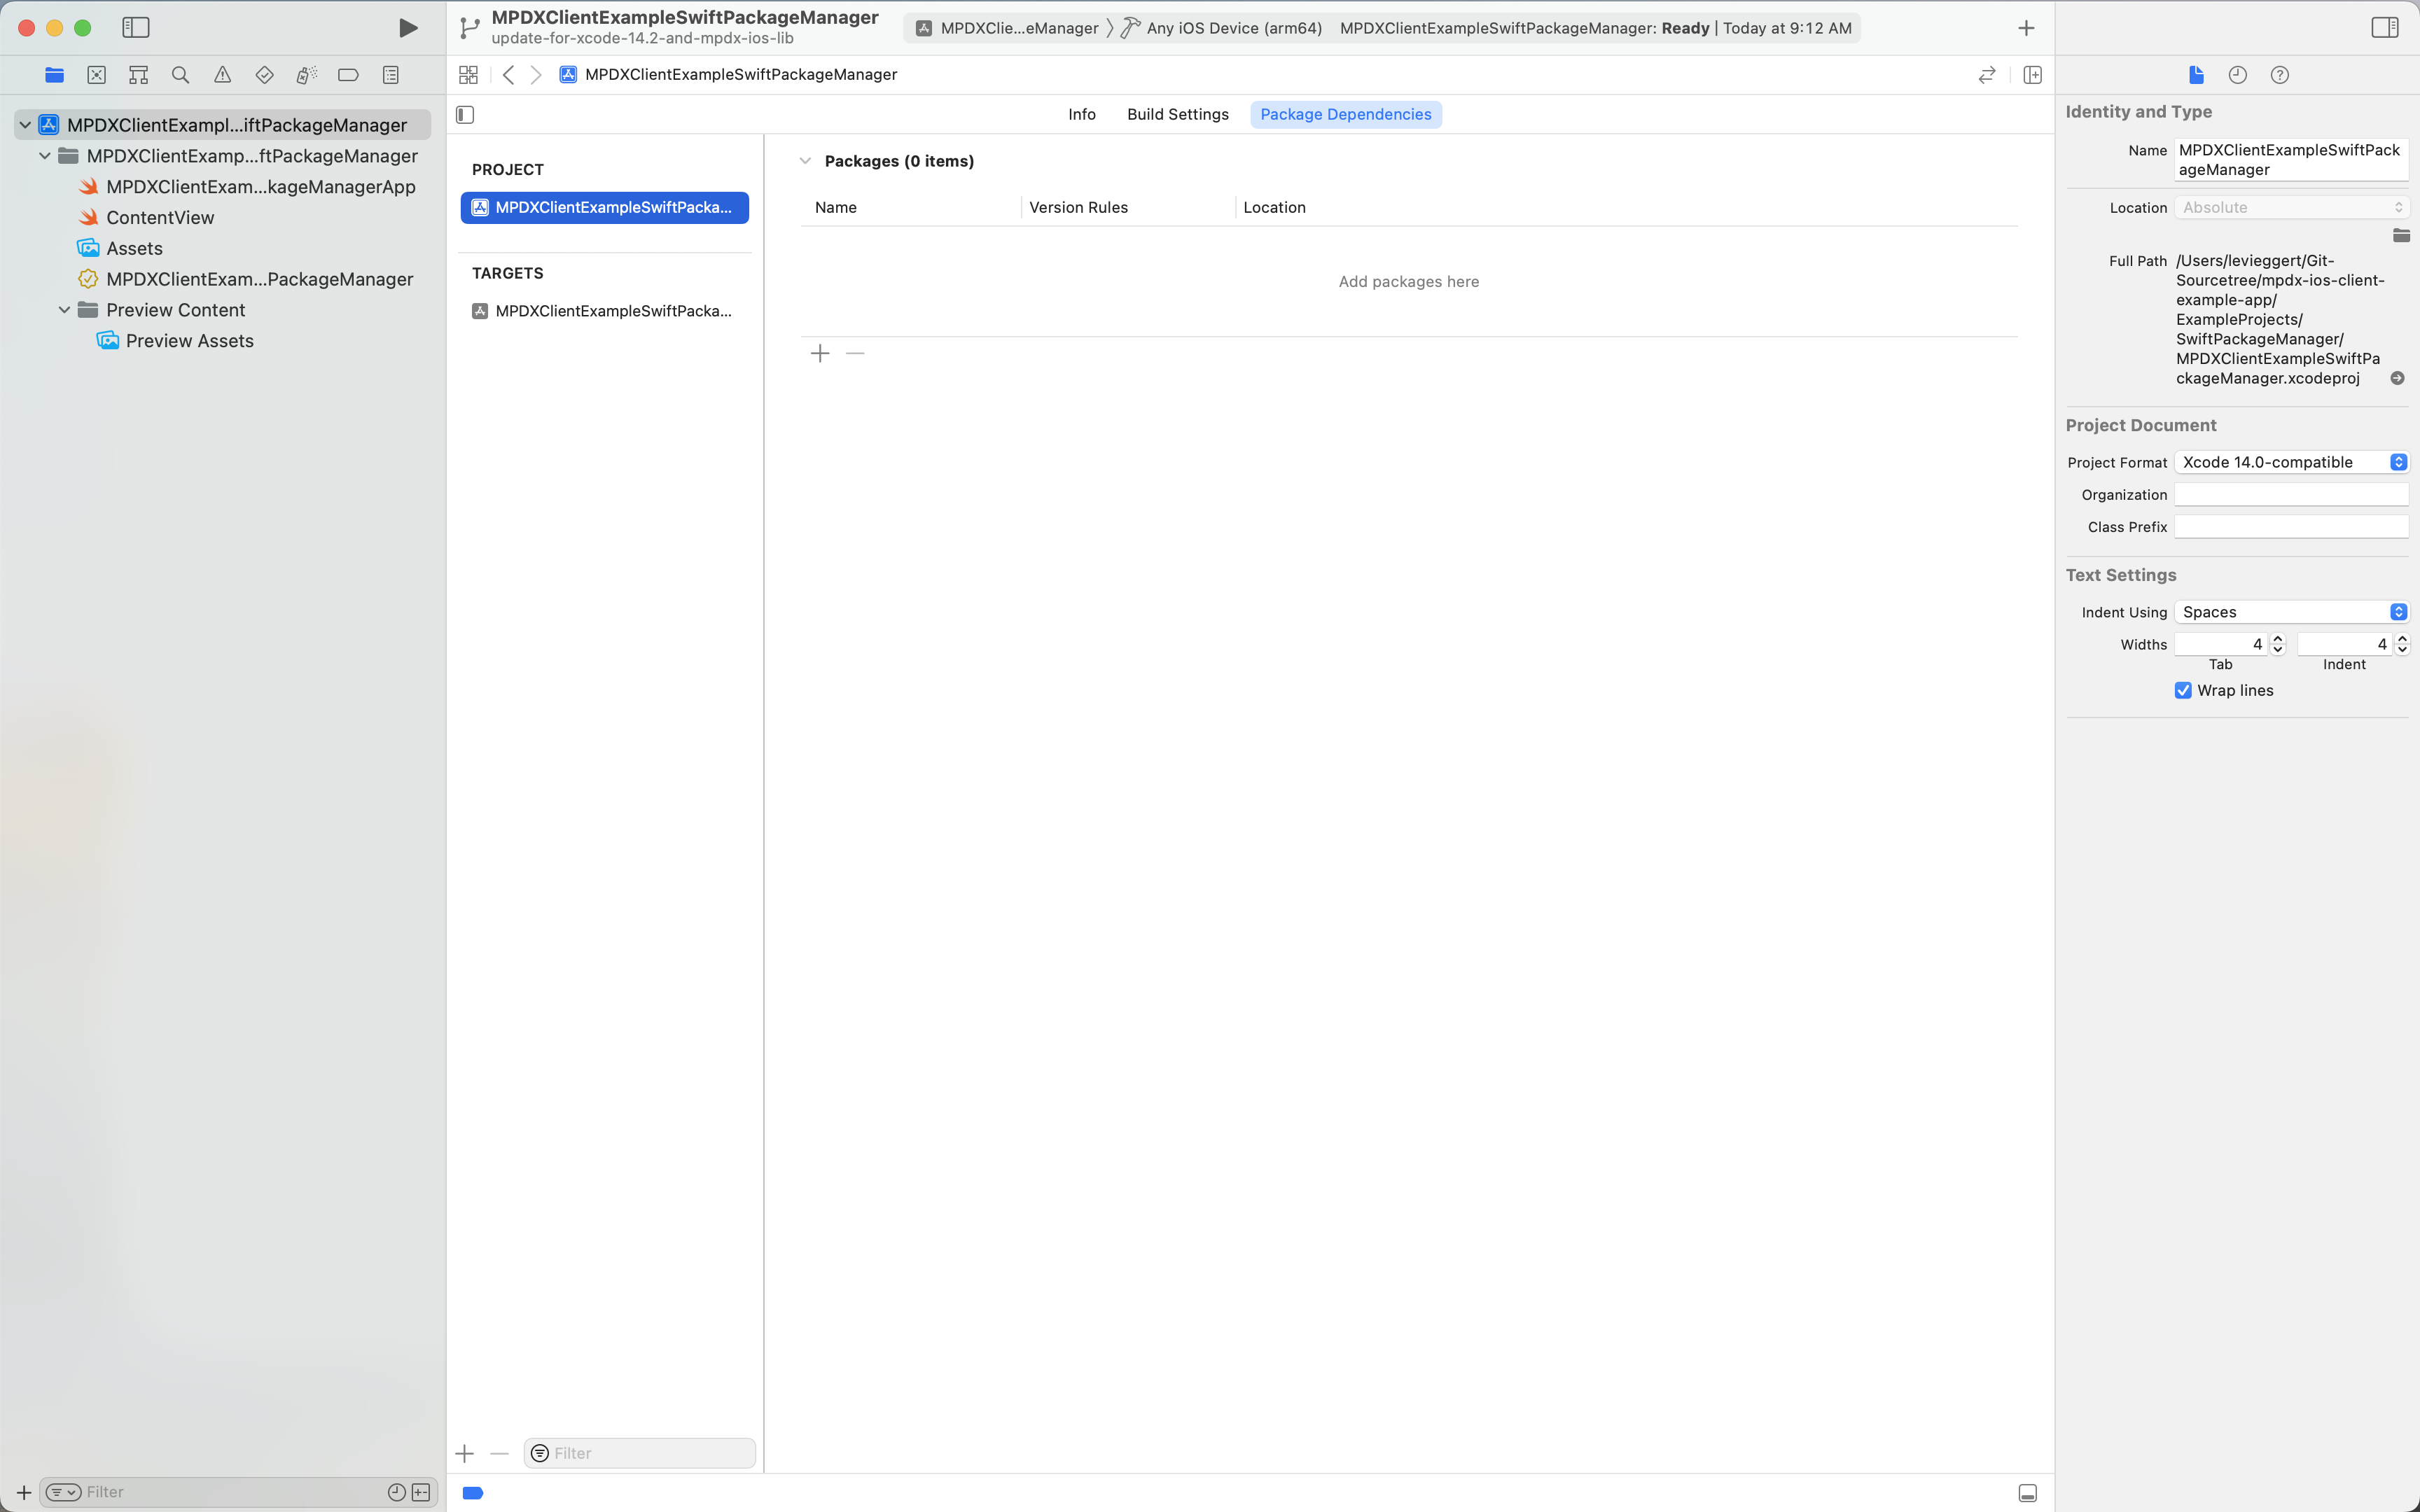 MPDXClientExampleSwiftPackageManager
update-for-xcode-14.2-and-mpdx-ios-lib
MPDXClie...eManager
Any iOS Device (arm64)
MPDXClientExampleSwiftPackageManager: Ready | Today at 9:12 AM
MPDXClientExampleSwiftPackageManager
MPDXClientExampl...iftPackageManager
MPDXClientExamp...ftPackageManager
MPDXClientExam...kageManagerApp
ContentView
Assets
MPDXClientExam...PackageManager
Preview Content
Preview Assets
Filter
Info
Build Settings
Package Dependencies
PROJECT
MPDXClientExampleSwiftPacka...
TARGETS
MPDXClientExampleSwiftPacka...
Filter
Packages (0 items)
Name
Version Rules
Location
Add packages here
Identity and Type
Name
MPDXClientExampleSwiftPack
ageManager
Location
Absolute
Full Path
/Users/levieggert/Git-
Sourcetree/mpdx-ios-client-
example-app/
ExampleProjects/
SwiftPackageManager/
MPDXClientExampleSwiftPa
ckageManager.xcodeproj
Project Document
Project Format
Xcode 14.0-compatible
Organization
Class Prefix
Text Settings
Indent Using
Spaces
Widths
4
4
Tab
Indent
Wrap lines